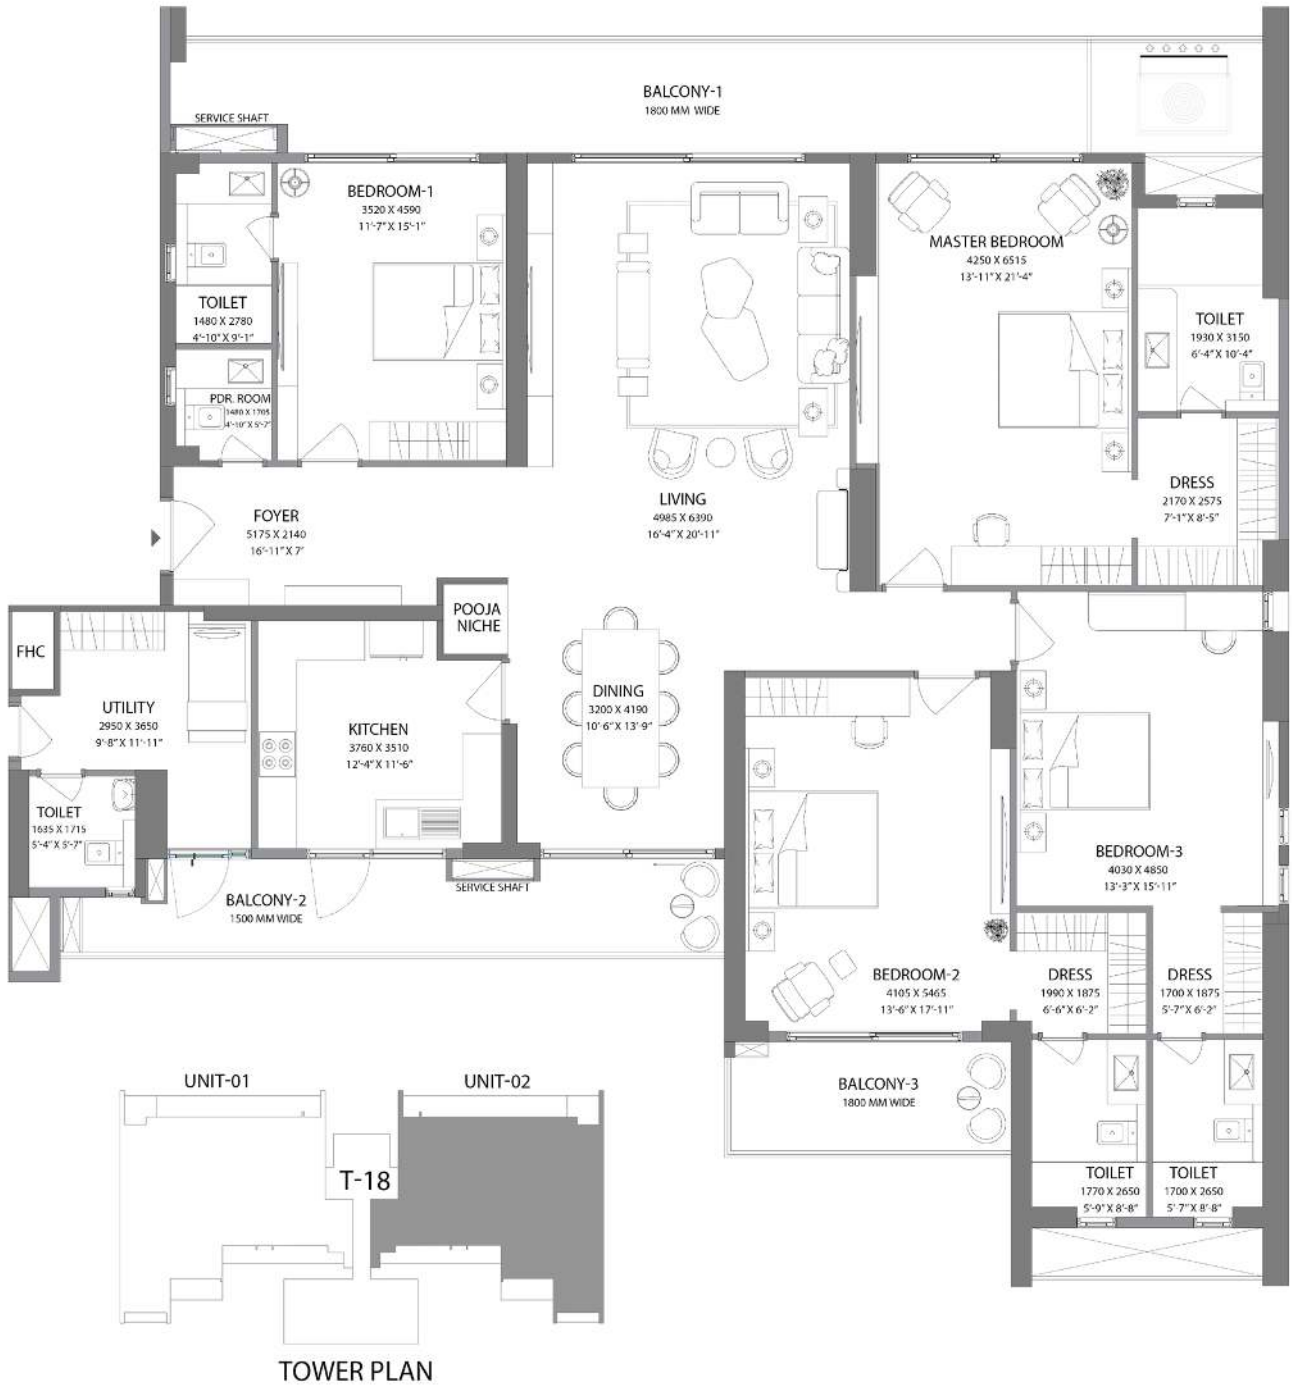 BALCONY-1
1800 MM WIDE
SERVICE SHAFT
BEDROOM-1
3520 X 4590
11'-7" X 15'-1"
MASTER BEDROOM
4250 X 6515
13'-11" X 21'-4"
TOILET
1480 X 2780
4'-10" X 9'-1"
TOILET
1930 X 3150
6'-4" X 10'-4"
PDR. ROOM
1480 X 1705
4'-10" X 5'-7"
DRESS
2170 X 2575
7'-1" X 8'-5"
LIVING
4985 X 6390
16'-4" X 20'-11"
FOYER
5175 X 2140
16'-11" X 7'
POOJA
NICHE
FHC
UTILITY
2950 X 3650
9'-8" X 11'-11"
KITCHEN
3760 X 3510
12'-4" X 11'-6"
DINING
3200 X 4190
10'-6" X 13'-9"
TOILET
1635 X 1715
5'-4" X 5'-7"
BEDROOM-3
4030 X 4850
13'-3" X 15'-11"
BALCONY-2
1500 MM WIDE
SERVICE SHAFT
BEDROOM-2
4105 X 5465
13'-6" X 17'-11"
DRESS
1990 X 1875
6'-6" X 6'-2"
DRESS
1700 X 1875
5'-7" X 6'-2"
BALCONY-3
1800 MM WIDE
TOILET
1770 X 2650
5'-9" X 8'-8"
TOILET
1700 X 2650
5'-7" X 8'-8"
UNIT-01
UNIT-02
T-18
TOWER PLAN